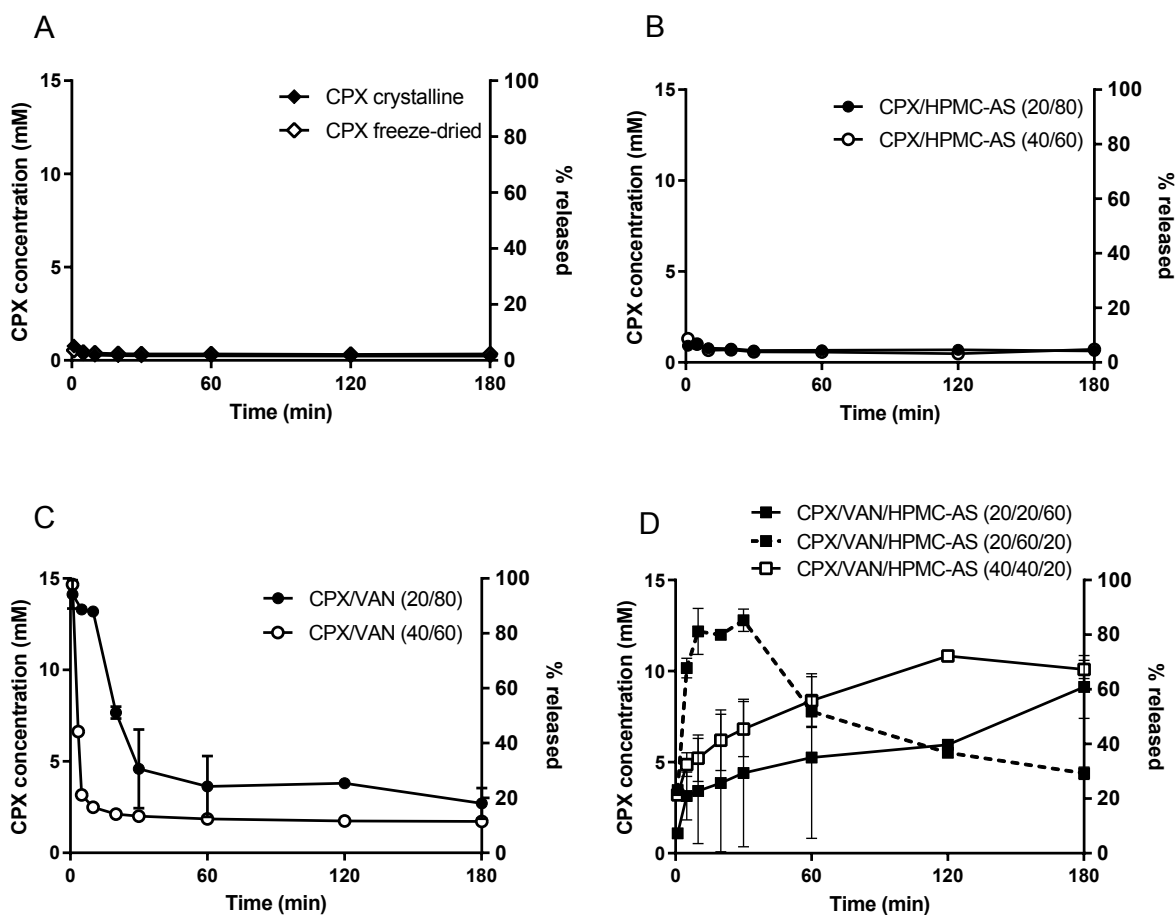 A
CPX crystalline
CPX freeze-dried
CPX concentration (mM)
15
10
5
0
100
80
60
40
20
0
% released
0 60 120 180
Time (min)
B
CPX/HPMC-AS (20/80)
CPX/HPMC-AS (40/60)
CPX concentration (mM)
15
10
5
0
100
80
60
40
20
0
% released
0 60 120 180
Time (min)
C
CPX/VAN (20/80)
CPX/VAN (40/60)
CPX concentration (mM)
15
10
5
0
100
80
60
40
20
0
% released
0 60 120 180
Time (min)
D
CPX/VAN/HPMC-AS (20/20/60)
CPX/VAN/HPMC-AS (20/60/20)
CPX/VAN/HPMC-AS (40/40/20)
CPX concentration (mM)
15
10
5
0
100
80
60
40
20
0
% released
0 60 120 180
Time (min)